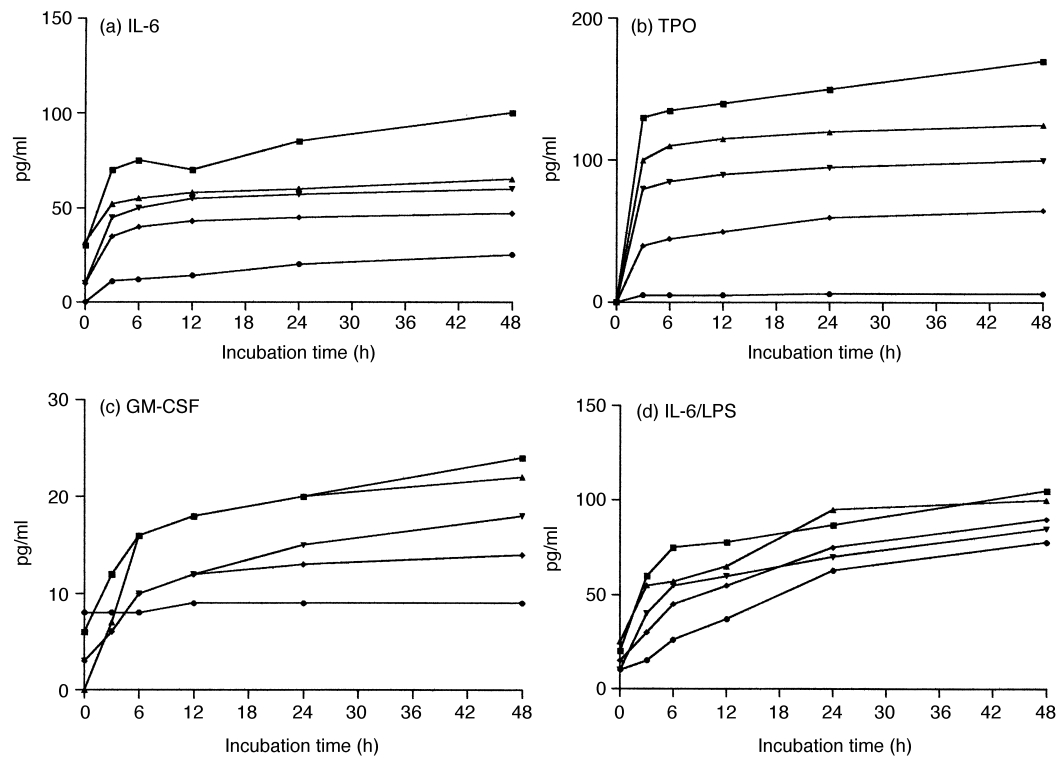 (a) IL-6
150
100
50
0
pg/ml
0 6 12 18 24 30 36 42 48
Incubation time (h)
(b) TPO
200
100
0
pg/ml
0 6 12 18 24 30 36 42 48
Incubation time (h)
(c) GM-CSF
30
20
10
0
pg/ml
0 6 12 18 24 30 36 42 48
Incubation time (h)
(d) IL-6/LPS
150
100
50
0
pg/ml
0 6 12 18 24 30 36 42 48
Incubation time (h)